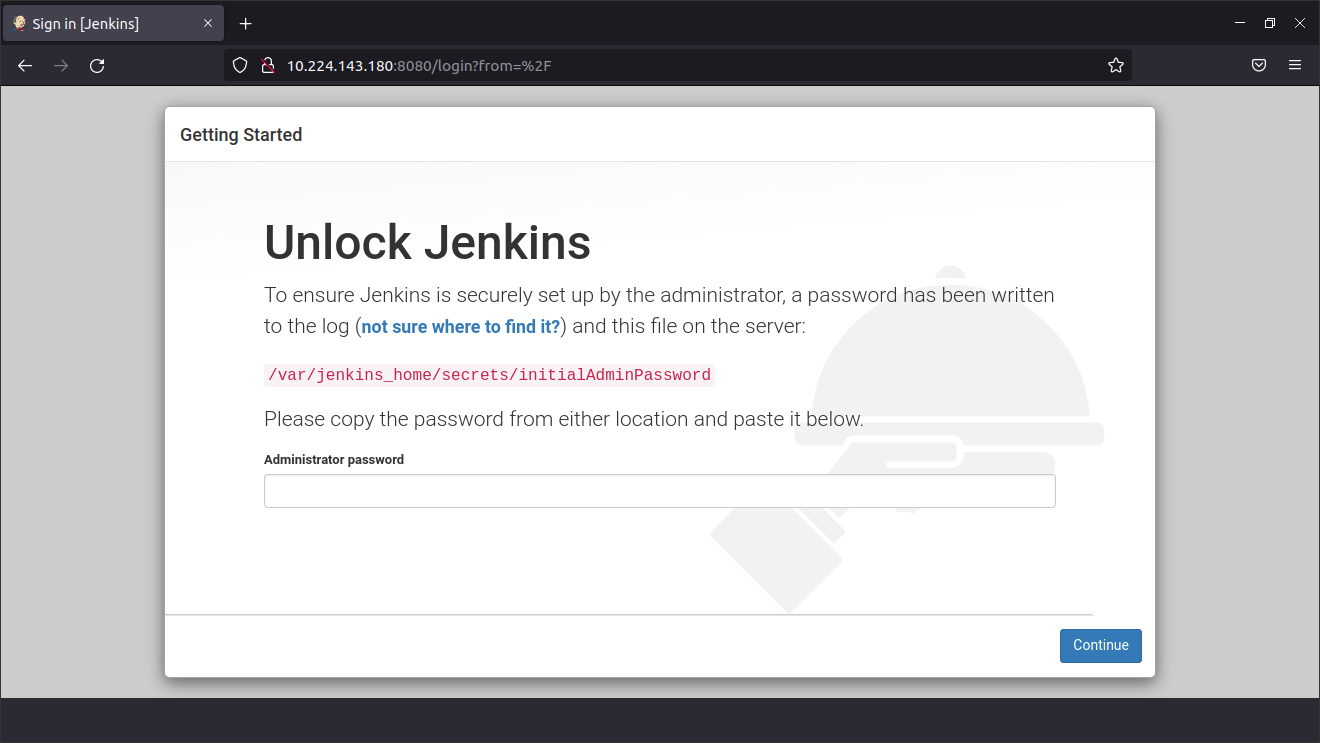 Sign in [Jenkins]
10.224.143.180:8080/login?from=%2F
Getting Started
Unlock Jenkins
To ensure Jenkins is securely set up by the administrator, a password has been written
to the log (not sure where to find it?) and this file on the server:
/var/jenkins_home/secrets/initialAdminPassword
Please copy the password from either location and paste it below.
Administrator password
Continue